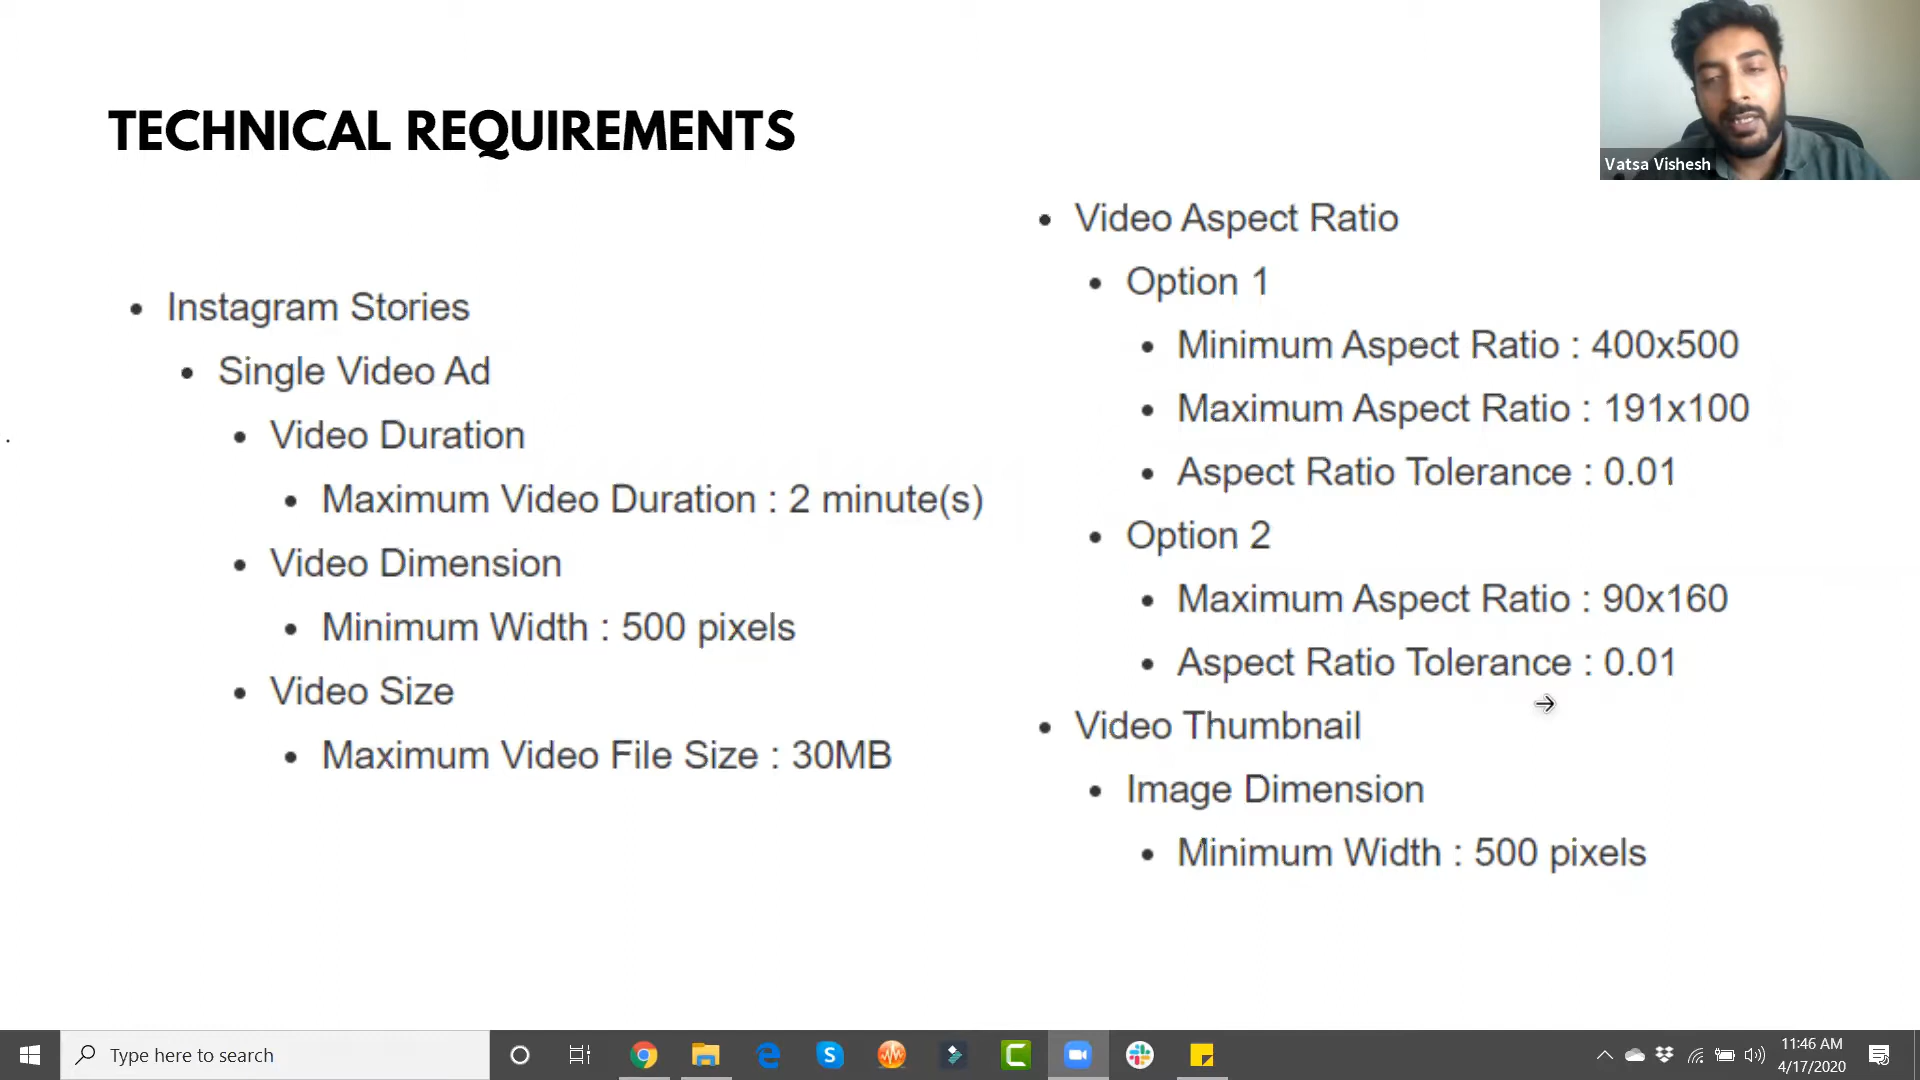 TECHNICAL REQUIREMENTS
Vatsa Vishesh
Instagram Stories
Single Video Ad
Video Duration
Maximum Video Duration : 2 minute(s)
Video Dimension
Minimum Width : 500 pixels
Video Size
Maximum Video File Size : 30MB
Video Aspect Ratio
Option 1
Minimum Aspect Ratio : 400x500
Maximum Aspect Ratio : 191x100
Aspect Ratio Tolerance : 0.01
Option 2
Maximum Aspect Ratio : 90x160
Aspect Ratio Tolerance : 0.01
Video Thumbnail
Image Dimension
Minimum Width : 500 pixels
Type here to search
11:46 AM
4/17/2020